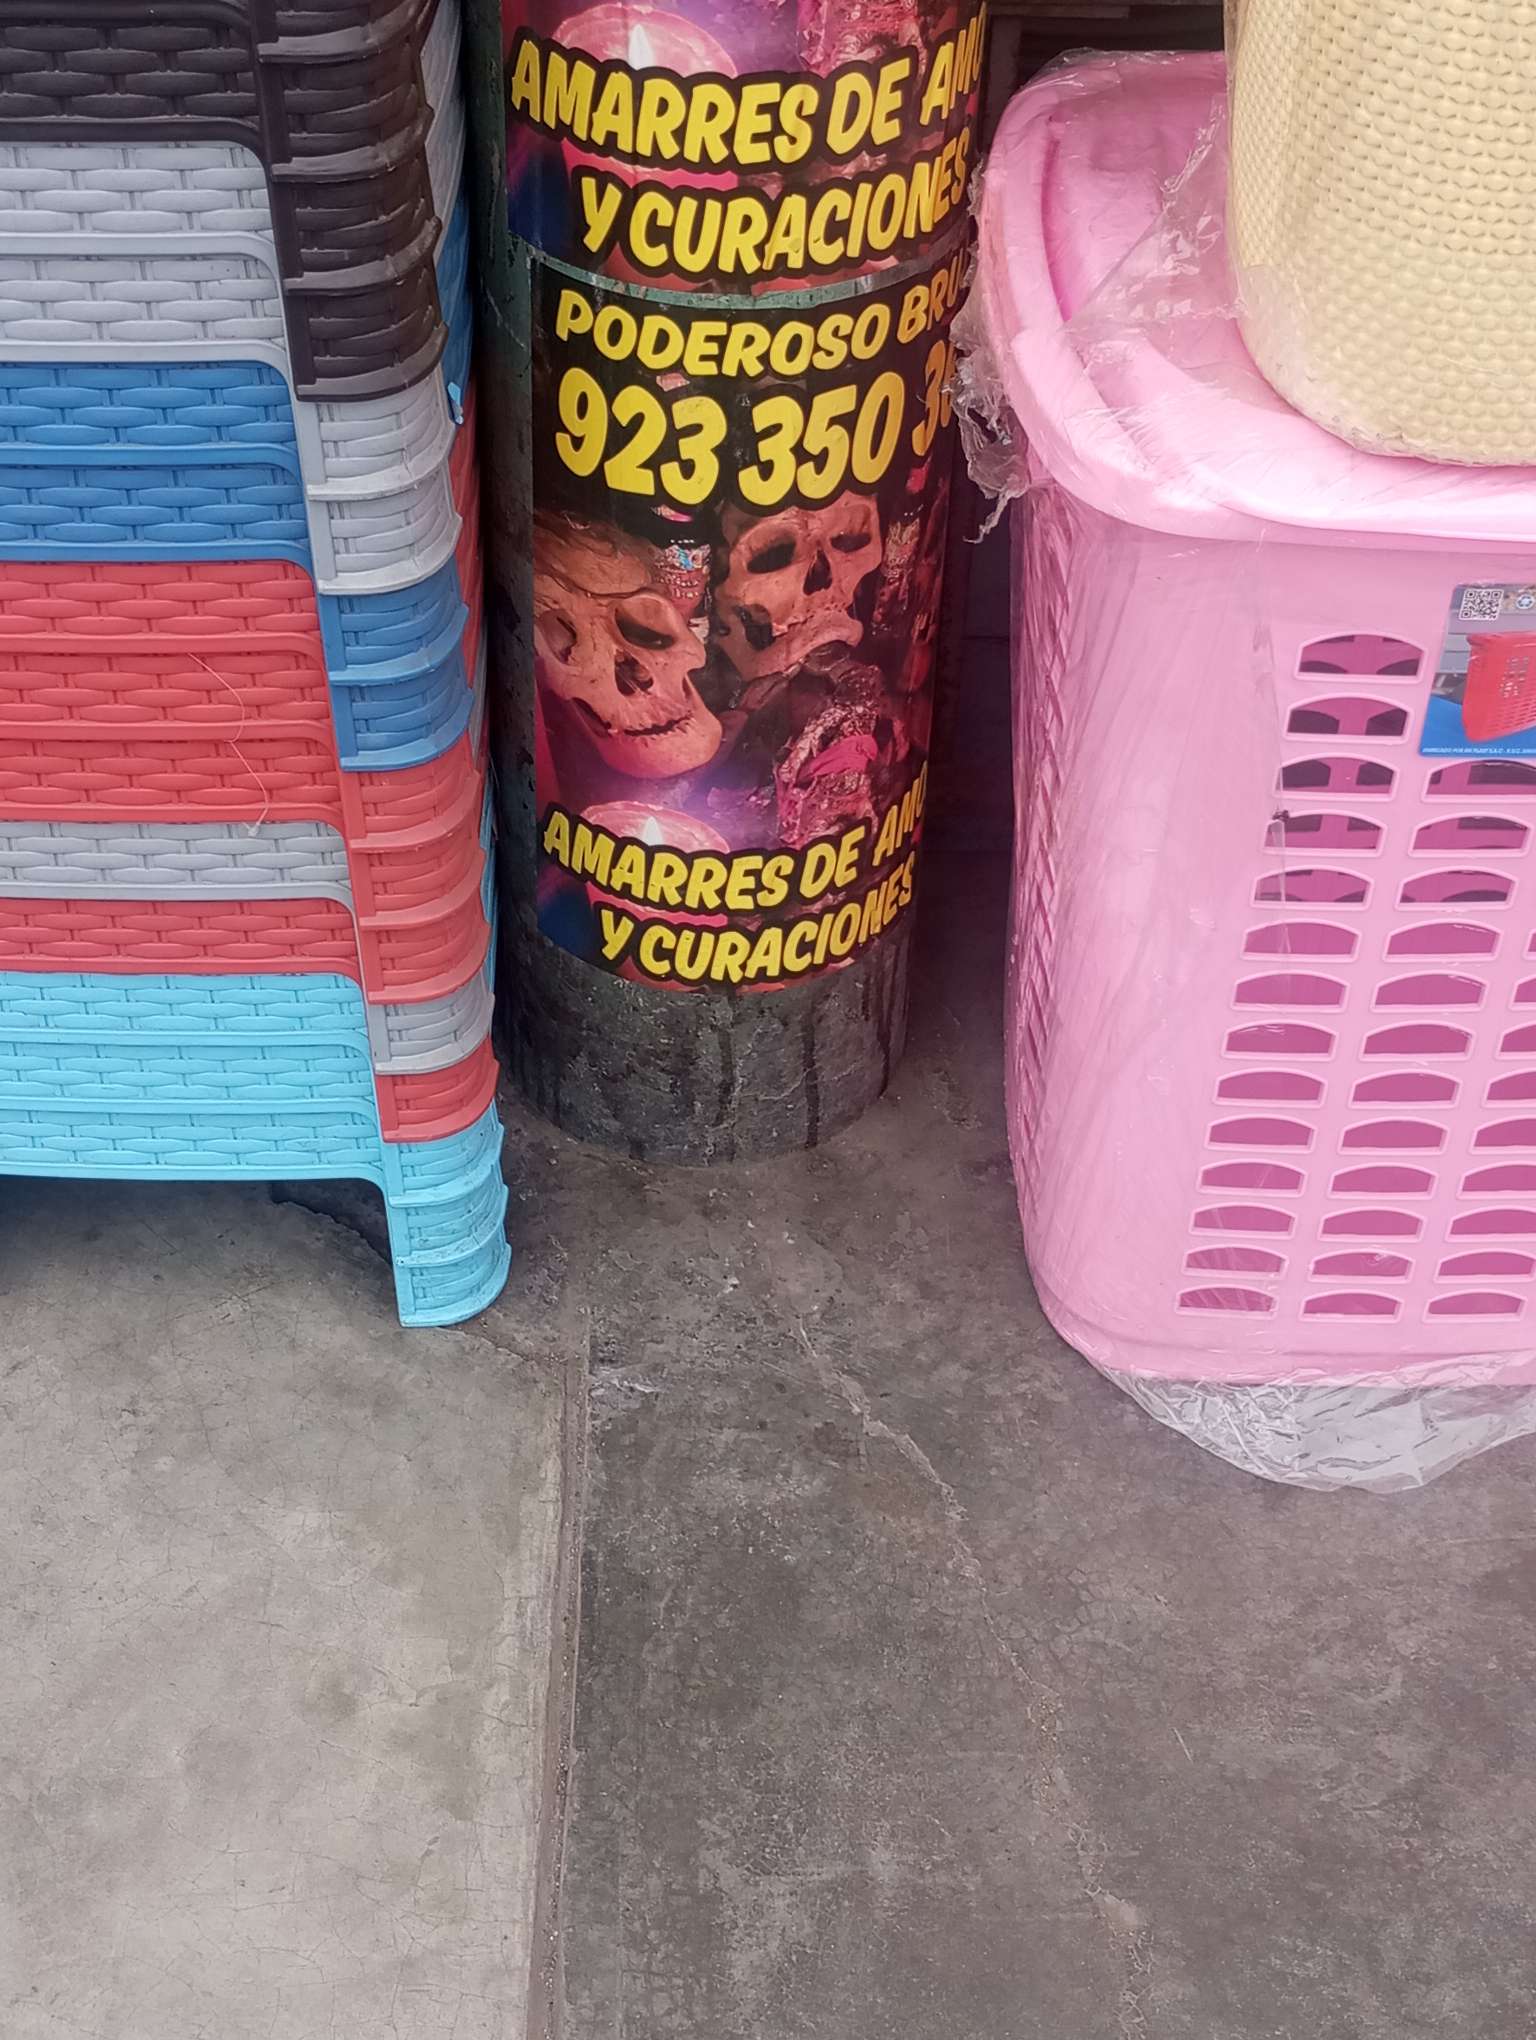 AMARRES DE
Y CURACIONES
PODEROSO
923 350
AMARRES DE
Y CURACIONES